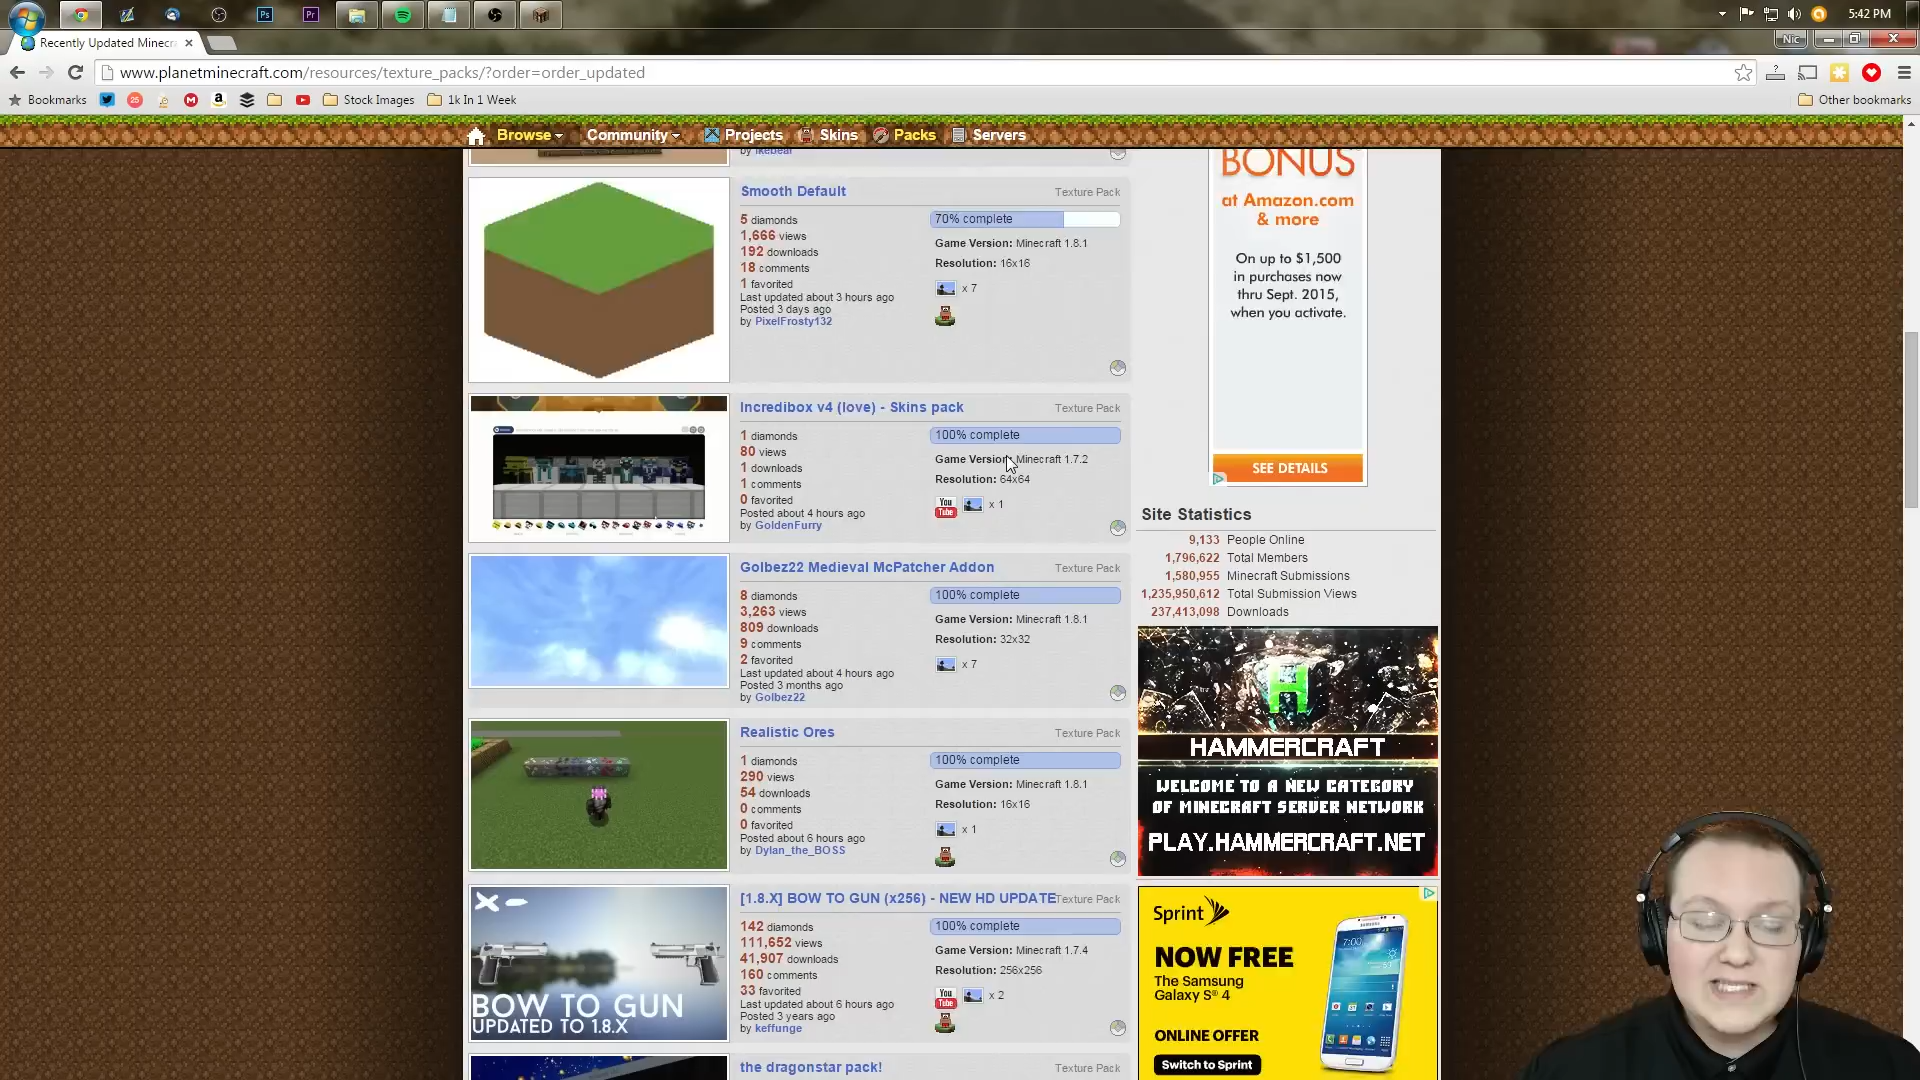 5:42 PM
Recently Updated Minecr
Nic
www.planetminecraft.com/resources/texture_packs/?order=order_updated
Bookmarks
Stock Images
1k In 1 Week
Other bookmarks
Browse
Community
Projects
Skins
Packs
Servers
by ikebear
Smooth Default
Texture Pack
5 diamonds
1,666 views
192 downloads
18 comments
1 favorited
Last updated about 3 hours ago
Posted 3 days ago
by PixelFrosty132
70% complete
Game Version: Minecraft 1.8.1
Resolution: 16x16
x 7
Incredibox v4 (love) - Skins pack
Texture Pack
1 diamonds
80 views
1 downloads
1 comments
0 favorited
Posted about 4 hours ago
by GoldenFurry
100% complete
Game Version: Minecraft 1.7.2
Resolution: 64x64
You Tube
x 1
Golbez22 Medieval McPatcher Addon
Texture Pack
8 diamonds
3,263 views
809 downloads
9 comments
2 favorited
Last updated about 4 hours ago
Posted 3 months ago
by Golbez22
100% complete
Game Version: Minecraft 1.8.1
Resolution: 32x32
x 7
Realistic Ores
Texture Pack
1 diamonds
290 views
54 downloads
0 comments
0 favorited
Posted about 6 hours ago
by Dylan_the_BOSS
100% complete
Game Version: Minecraft 1.8.1
Resolution: 16x16
x 1
BOW TO GUN
UPDATED TO 1.8.X
[1.8.X] BOW TO GUN (x256) - NEW HD UPDATE
Texture Pack
142 diamonds
111,652 views
41,907 downloads
160 comments
33 favorited
Last updated about 6 hours ago
Posted 3 years ago
by keffunge
100% complete
Game Version: Minecraft 1.7.4
Resolution: 256x256
You Tube
x 2
the dragonstar pack!
Texture Pack
BONUS
at Amazon.com
& more
On up to $1,500
in purchases now
thru Sept. 2015,
when you activate.
SEE DETAILS
Site Statistics
9,133 People Online
1,796,622 Total Members
1,580,955 Minecraft Submissions
1,235,950,612 Total Submission Views
237,413,098 Downloads
H
HAMMERCRAFT
WELCOME TO A NEW CATEGORY
OF MINECRAFT SERVER NETWORK
PLAY.HAMMERCRAFT.NET
Sprint
NOW FREE
The Samsung
Galaxy S® 4
ONLINE OFFER
Switch to Sprint
7:00